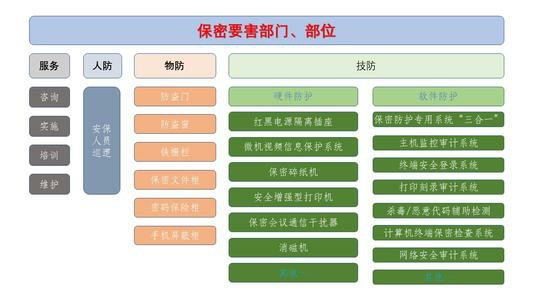 保密要害部门、部位
服务
人防
物防
技防
咨询
实施
培训
维护
安保
人员
巡逻
防盗门
防盗窗
铁栅栏
保密文件柜
密码保险柜
手机屏蔽柜
硬件防护
红黑电源隔离插座
微机视频信息保护系统
保密碎纸机
安全增强型打印机
保密会议通信干扰器
消磁机
其他…
软件防护
保密防护专用系统“三合一”
主机监控审计系统
终端安全登录系统
打印刻录审计系统
杀毒/恶意代码辅助检测
计算机终端保密检查系统
网络安全审计系统
其他…